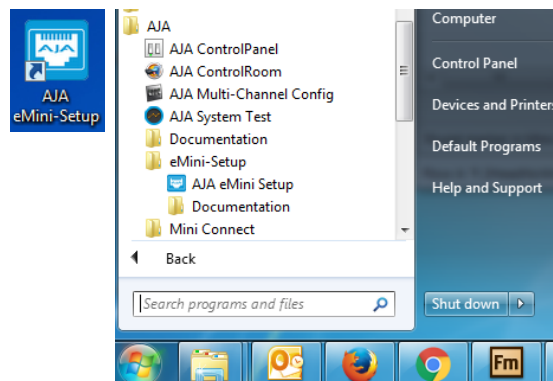 AJA
AJA
eMini-Setup
AJA
AJA ControlPanel
AJA ControlRoom
AJA Multi-Channel Config
AJA System Test
Documentation
eMini-Setup
AJA eMini Setup
Documentation
Mini Connect
Back
Search programs and files
Computer
Control Panel
Devices and Printers
Default Programs
Help and Support
Shut down
Fm